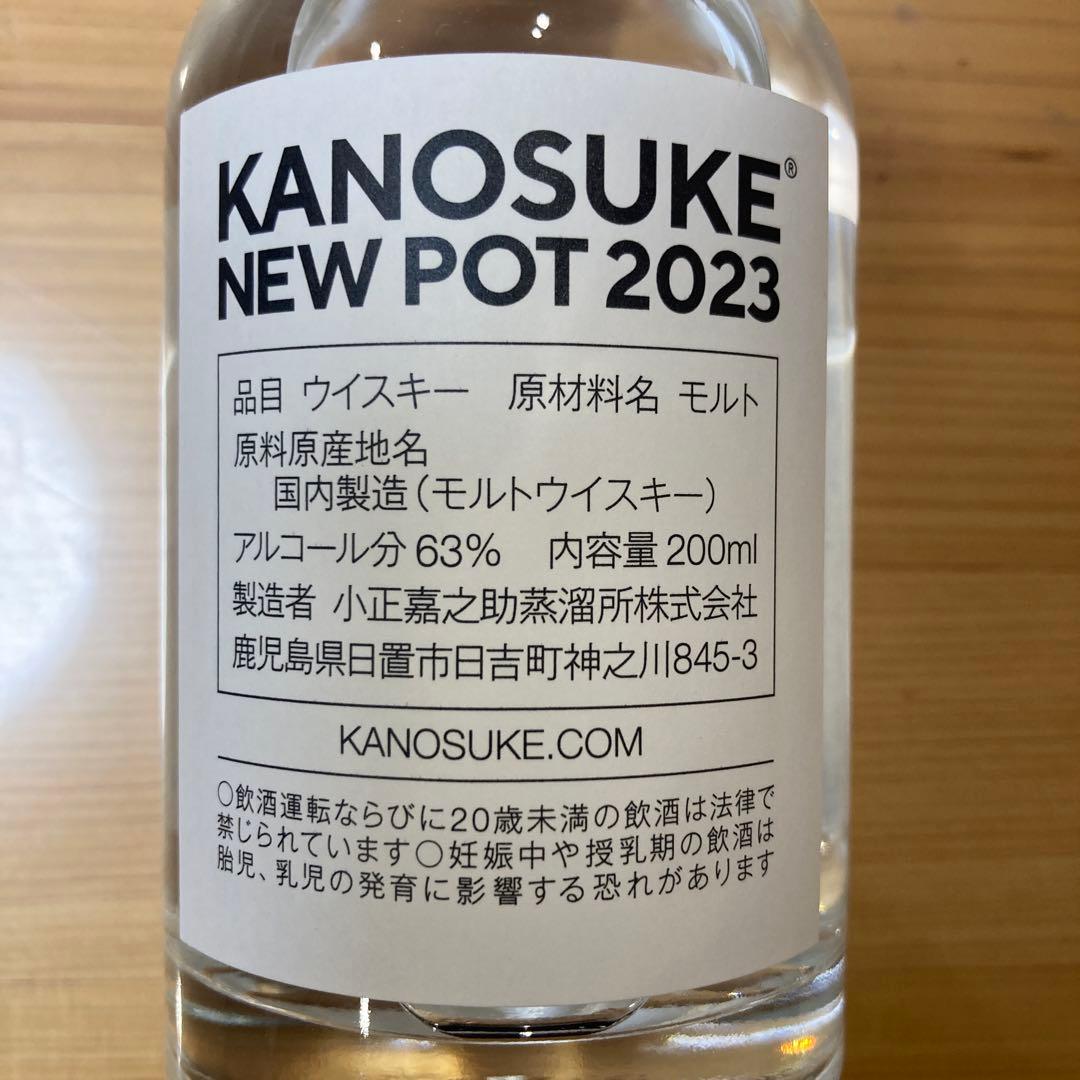 KANOSUKE®
NEW POT 2023
品目 ウイスキー 原材料名 モルト
原料原産地名
国内製造(モルトウイスキー)
アルコール分 63% 内容量 200ml
製造者 小正嘉之助蒸溜所株式会社
鹿児島県日置市日吉町神之川845-3
KANOSUKE.COM
○飲酒運転ならびに20歳未満の飲酒は法律で
禁じられています○妊娠中や授乳期の飲酒は
胎児、乳児の発育に影響する恐れがあります